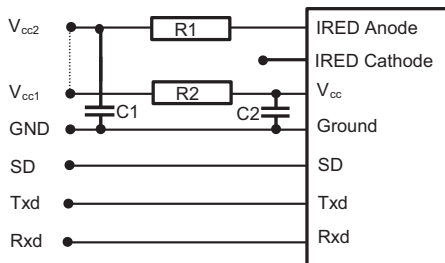 Vcc2 R1 IRED Anode
IRED Cathode
Vcc1 R2 Vcc
C1 C2
GND Ground
SD SD
Txd Txd
Rxd Rxd